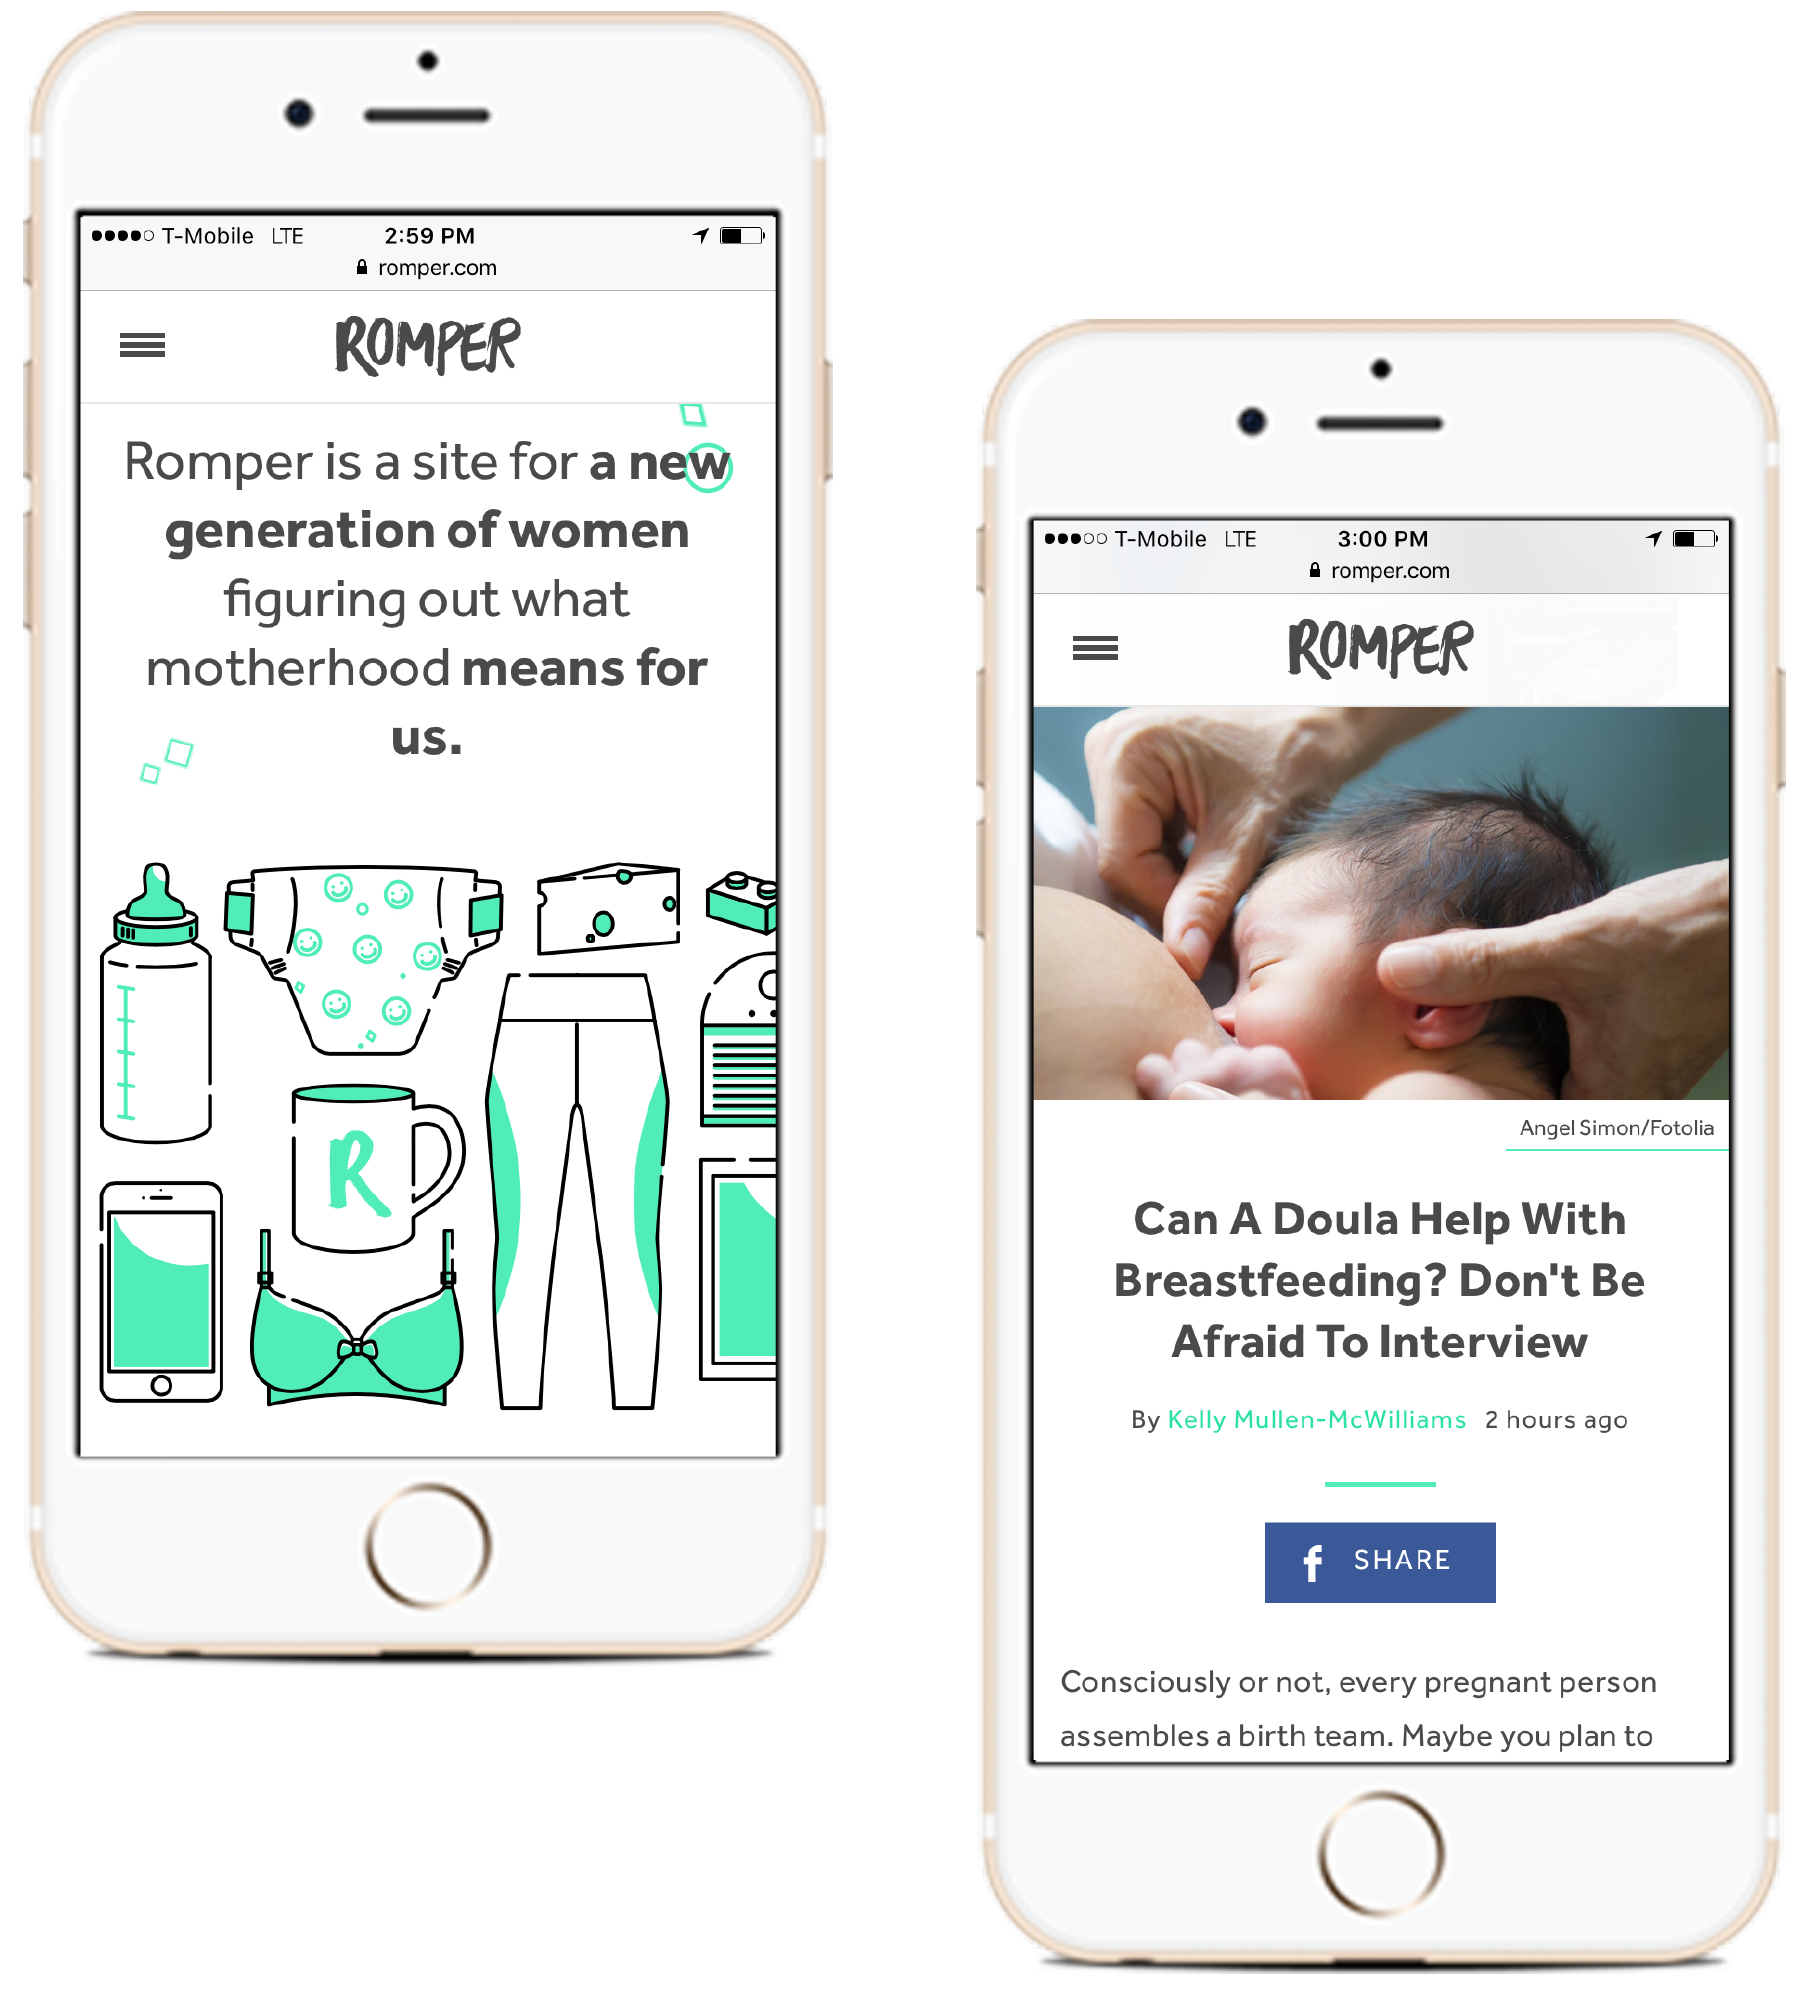 T-Mobile LTE 2:59 PM
romper.com
ROMPER
Romper is a site for a new
generation of women
figuring out what
motherhood means for
us.
R
T-Mobile LTE 3:00 PM
romper.com
ROMPER
Angel Simon/Fotolia
Can A Doula Help With
Breastfeeding? Don't Be
Afraid To Interview
By Kelly Mullen-McWilliams 2 hours ago
f SHARE
Consciously or not, every pregnant person
assembles a birth team. Maybe you plan to